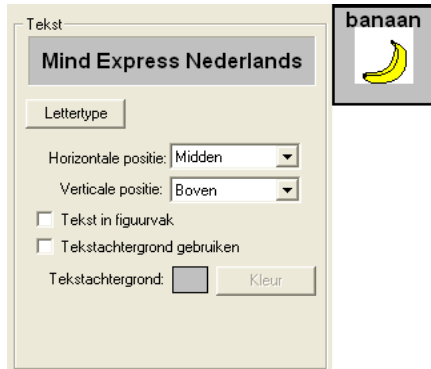 Tekst
Mind Express Nederlands
Lettertype
Horizontale positie: Midden
Verticale positie: Boven
Tekst in figuurvak
Tekstachtergrond gebruiken
Tekstachtergrond: Kleur
banaan